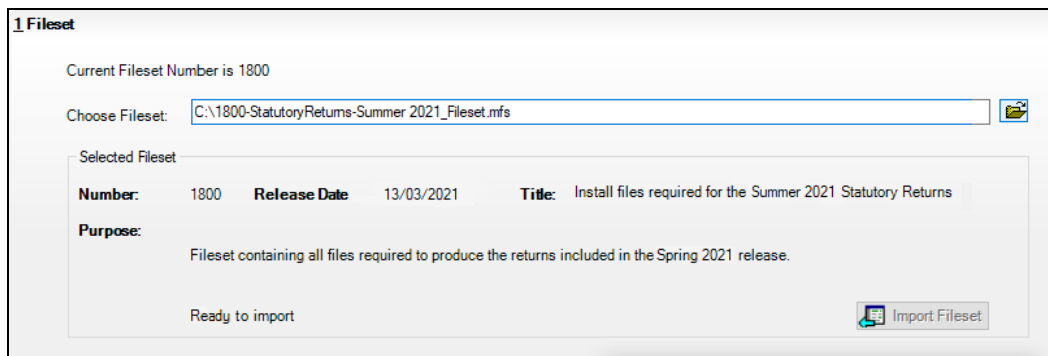 1 Fileset
Current Fileset Number is 1800
Choose Fileset: C:\1800-StatutoryReturns-Summer 2021_Fileset.mfs
Selected Fileset
Number: 1800 Release Date 13/03/2021 Title: Install files required for the Summer 2021 Statutory Returns
Purpose:
Fileset containing all files required to produce the returns included in the Spring 2021 release.
Ready to import Import Fileset